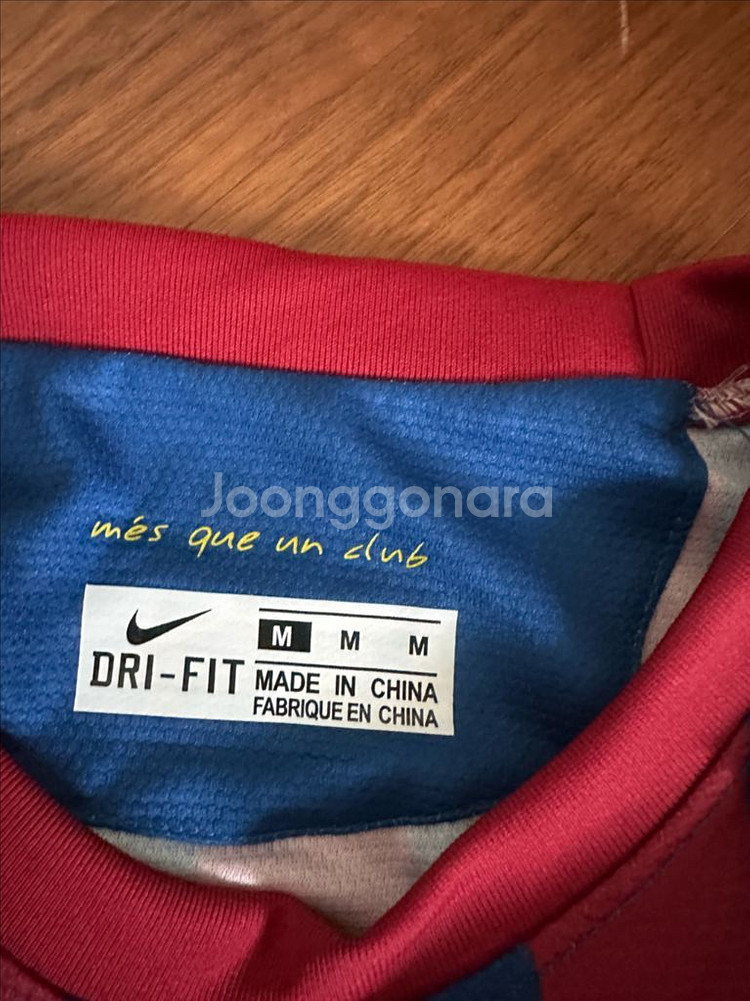 Joonggonara
més que un club
M M M
DRI-FIT
MADE IN CHINA
FABRIQUE EN CHINA